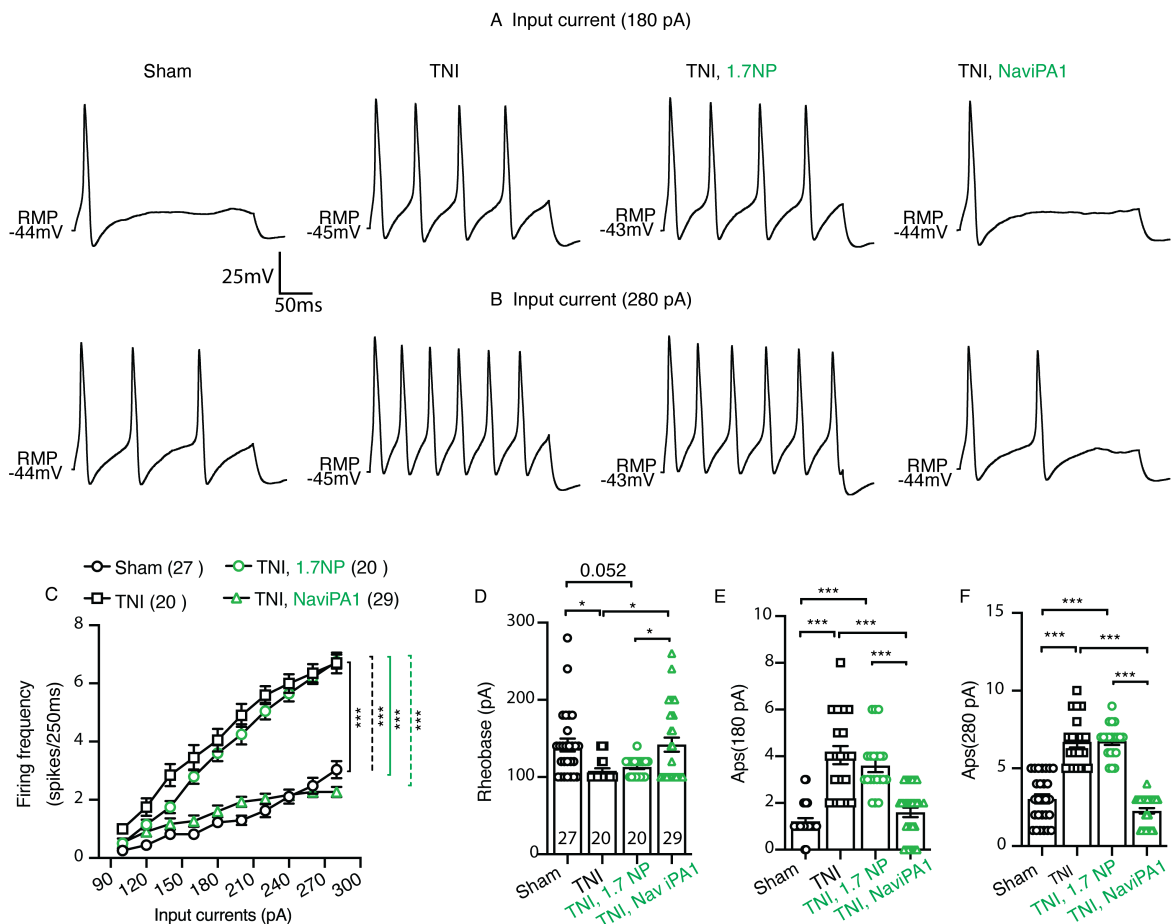 A Input current (180 pA)
Sham
TNI
TNI, 1.7NP
TNI, NaviPA1
RMP
-44mV
RMP
-45mV
RMP
-43mV
RMP
-44mV
25mV
50ms
B Input current (280 pA)
RMP
-44mV
RMP
-45mV
RMP
-43mV
RMP
-44mV
C
Sham (27 )
TNI, 1.7NP (20 )
TNI (20 )
TNI, NaviPA1 (29)
Firing frequency
(spikes/250ms)
8
6
4
2
0
90
120
150
180
210
240
270
300
Input currents (pA)
***
***
***
***
D
0.052
*
*
*
Rheobase (pA)
300
200
100
0
27
20
20
29
Sham
TNI
TNI, 1.7 NP
TNI, Nav iPA1
E
***
***
***
***
Aps(180 pA)
10
8
6
4
2
0
Sham
TNI
TNI, 1.7 NP
TNI, NaviPA1
F
***
***
***
***
Aps(280 pA)
15
10
5
0
Sham
TNI
TNI, 1.7 NP
TNI, NaviPA1